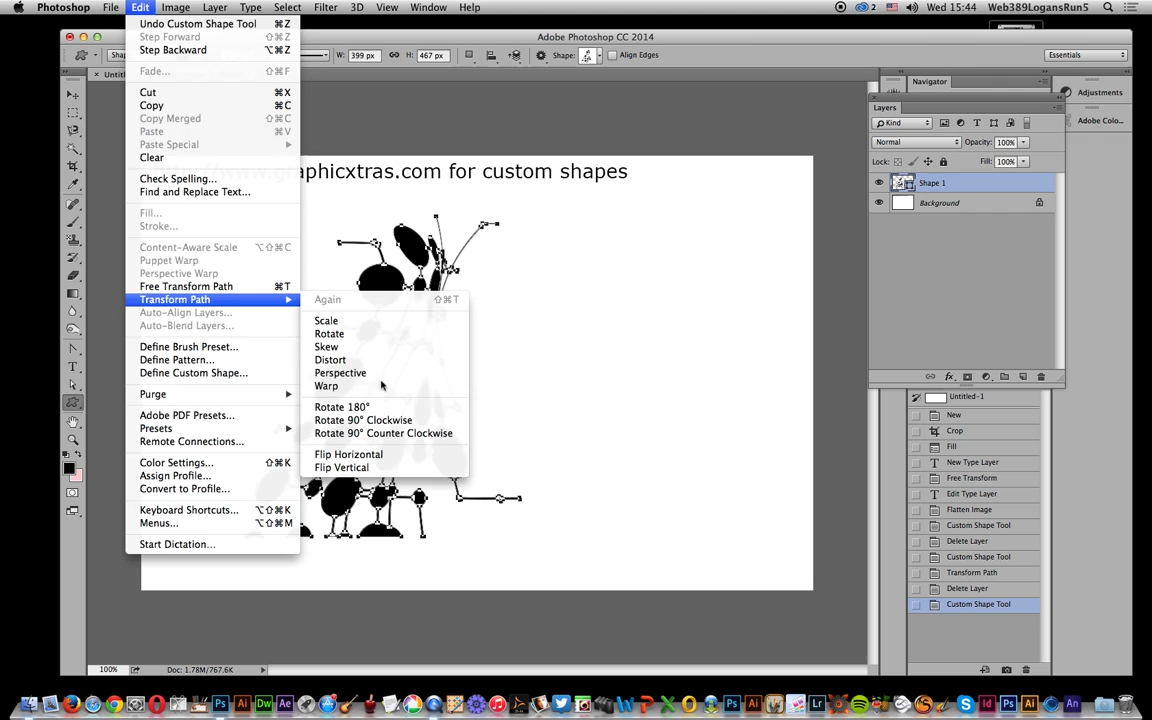 Photoshop File Edit Image Layer Type Select Filter 3D View Window Help 2 Wed 15:44 Web389LogansRun5
Adobe Photoshop CC 2014
W: 399 px H: 467 px Shape: Align Edges Essentials
Undo Custom Shape Tool ⌘Z
Step Forward ⇧⌘Z
Step Backward ⌥⌘Z
Fade... ⇧⌘F
Cut ⌘X
Copy ⌘C
Copy Merged ⇧⌘C
Paste ⌘V
Paste Special
Clear
Check Spelling...
Find and Replace Text...
Fill...
Stroke...
Content-Aware Scale ⌥⇧⌘C
Puppet Warp
Perspective Warp
Free Transform Path ⌘T
Transform Path
Auto-Align Layers...
Auto-Blend Layers...
Define Brush Preset...
Define Pattern...
Define Custom Shape...
Purge
Adobe PDF Presets...
Presets
Remote Connections...
Color Settings... ⇧⌘K
Assign Profile...
Convert to Profile...
Keyboard Shortcuts... ⌥⇧⌘K
Menus... ⌥⇧⌘M
Start Dictation...
Again ⇧⌘T
Scale
Rotate
Skew
Distort
Perspective
Warp
Rotate 180°
Rotate 90° Clockwise
Rotate 90° Counter Clockwise
Flip Horizontal
Flip Vertical
www.graphicxtras.com for custom shapes
Navigator
Adjustments
Adobe Colo...
Layers
Kind
Normal Opacity: 100%
Lock: Fill: 100%
Shape 1
Background
Untitled-1
New
Crop
Fill
New Type Layer
Free Transform
Edit Type Layer
Flatten Image
Custom Shape Tool
Delete Layer
Custom Shape Tool
Transform Path
Delete Layer
Custom Shape Tool
100% Doc: 1.78M/767.6K